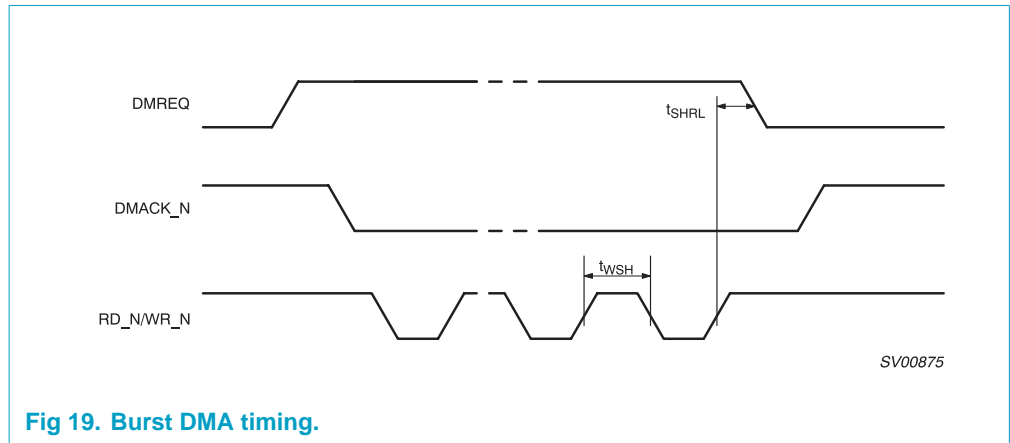 DMREQ
tSHRL
DMACK_N
tWSH
RD_N/WR_N
SV00875
Fig 19. Burst DMA timing.